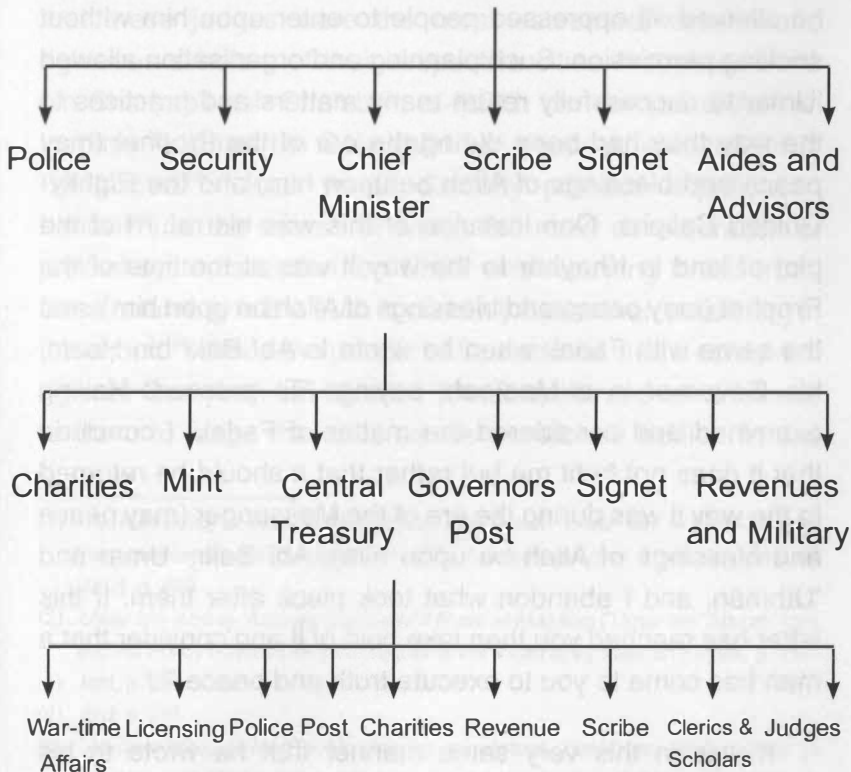 Police Security Chief Scribe Signet Aides and
Minister Advisors
Charities Mint Central Governors Signet Revenues
Treasury Post and Military
War-time Licensing Police Post Charities Revenue Scribe Clerics & Judges
Affairs Scholars